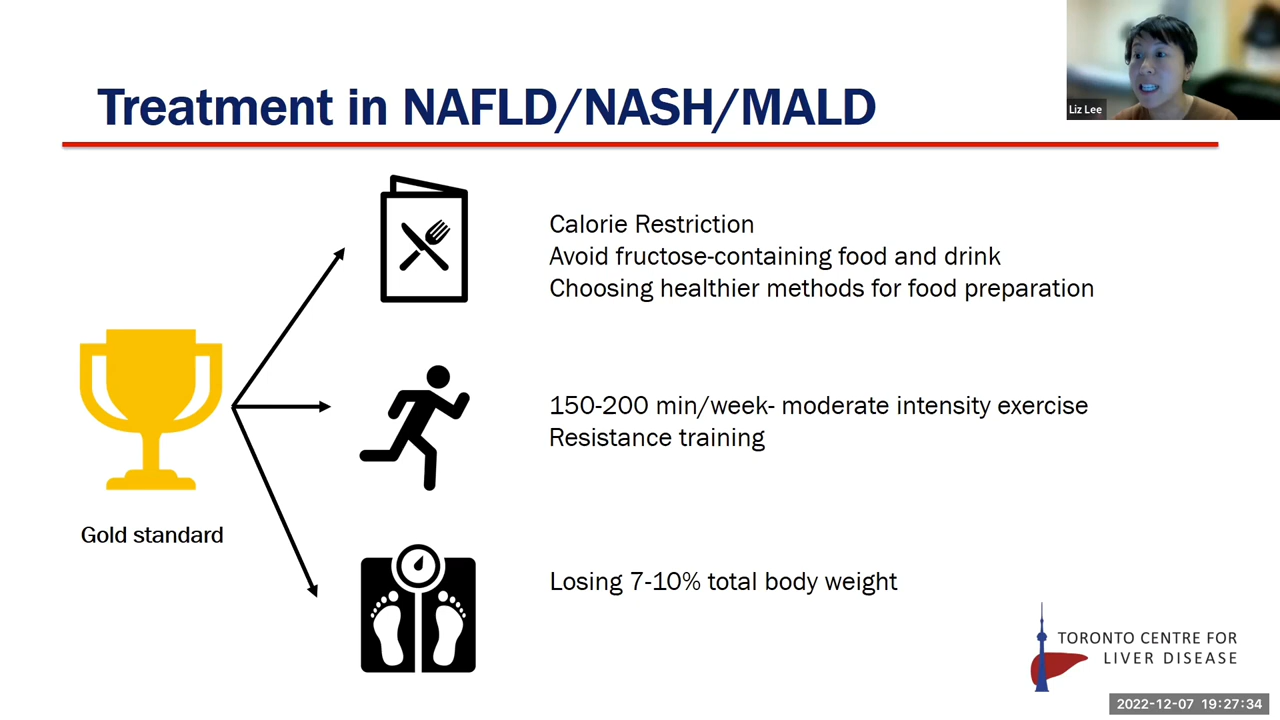 Treatment in NAFLD/NASH/MALD
Liz Lee
Calorie Restriction
Avoid fructose-containing food and drink
Choosing healthier methods for food preparation
150-200 min/week- moderate intensity exercise
Resistance training
Gold standard
Losing 7-10% total body weight
TORONTO CENTRE FOR
LIVER DISEASE
2022-12-07 19:27:34